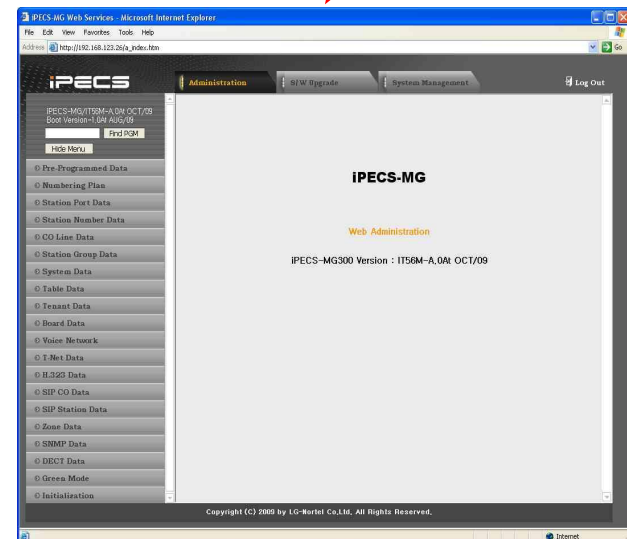 iPECS-MG Web Services - Microsoft Internet Explorer
File Edit View Favorites Tools Help
Address http://192.168.123.26/a_index.htm Go
iPECS Administration S/W Upgrade System Management Log Out
IPECS-MG/IT56M-A.0At OCT/09
Boot Version-1.0At AUG/09
Find PGM
Hide Menu
Pre-Programmed Data
Numbering Plan
Station Port Data
Station Number Data
CO Line Data
Station Group Data
System Data
Table Data
Tenant Data
Board Data
Voice Network
T-Net Data
H.323 Data
SIP CO Data
SIP Station Data
Zone Data
SNMP Data
DECT Data
Green Mode
Initialization
iPECS-MG
Web Administration
iPECS-MG300 Version : IT56M-A.0At OCT/09
Copyright (C) 2009 by LG-Nortel Co,Ltd, All Rights Reserved.
Internet